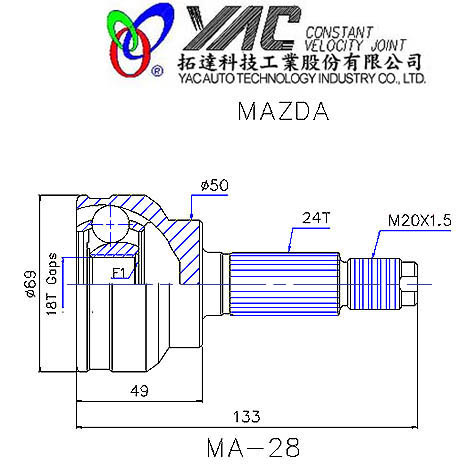 YAC CONSTANT
VELOCITY JOINT
®
拓達科技工業股份有限公司
YAC AUTO TECHNOLOGY INDUSTRY CO., LTD.
MAZDA
ø50
24T
M20X1.5
ø69
18T Gaps
F1
49
133
MA-28